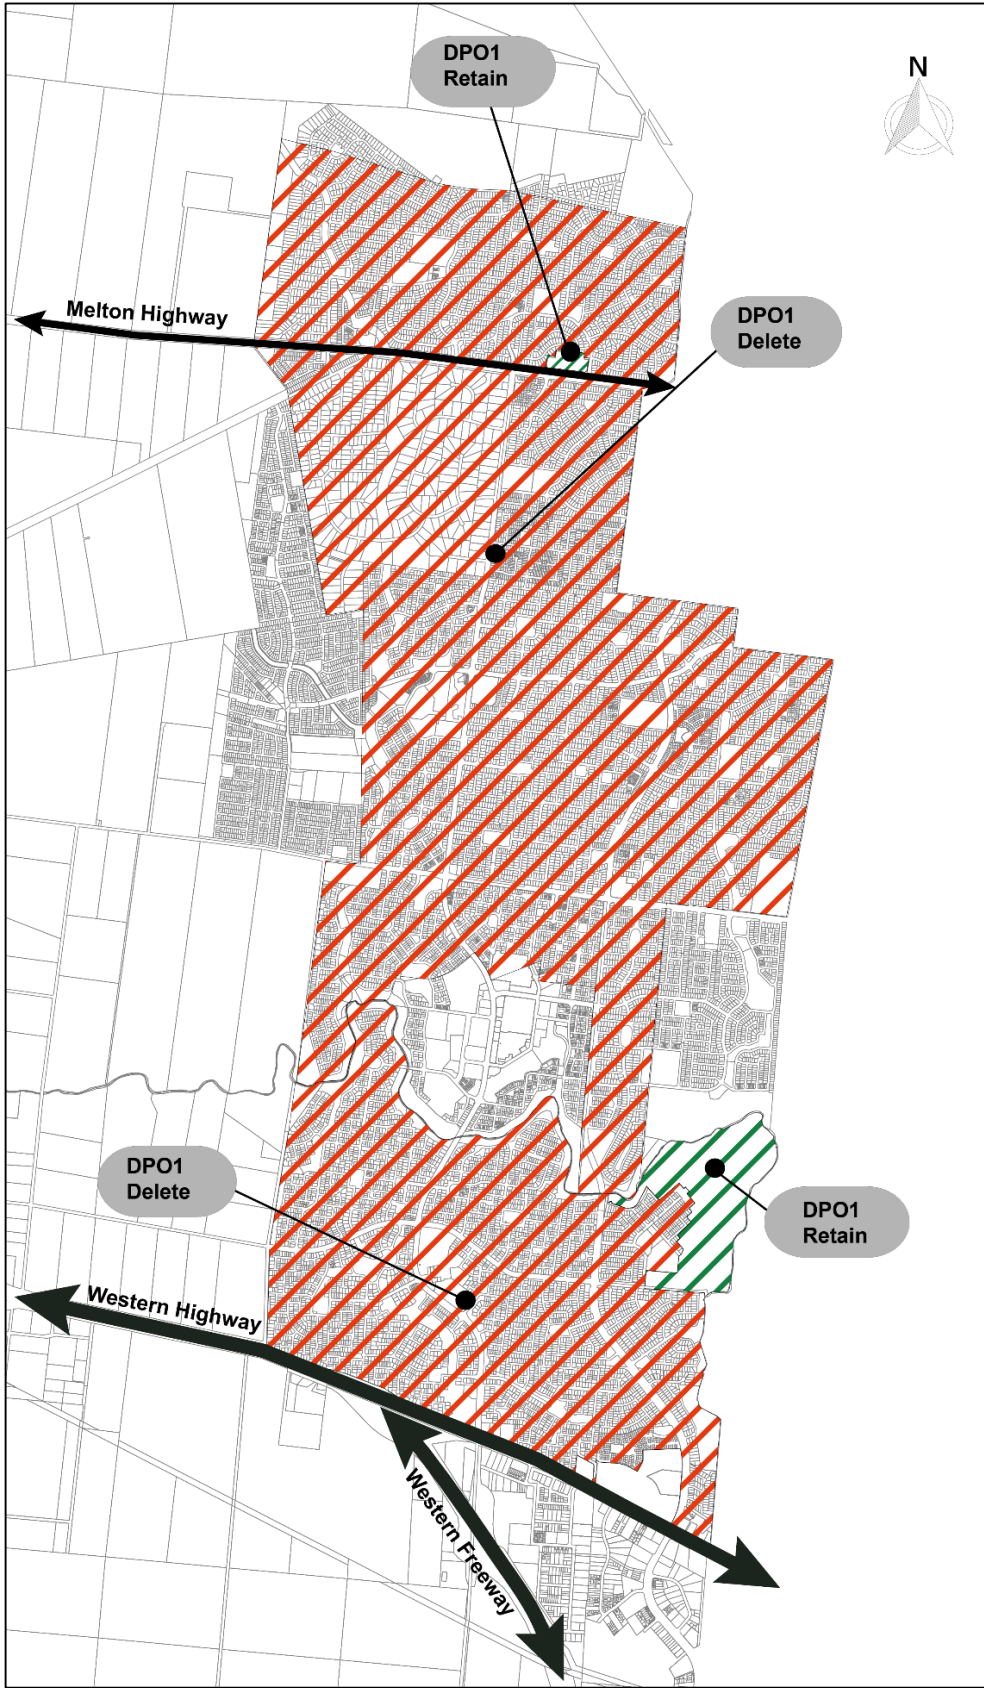 DPO1
Retain
N
Melton Highway
DPO1
Delete
DPO1
Delete
DPO1
Retain
Western Highway
Western Freeway